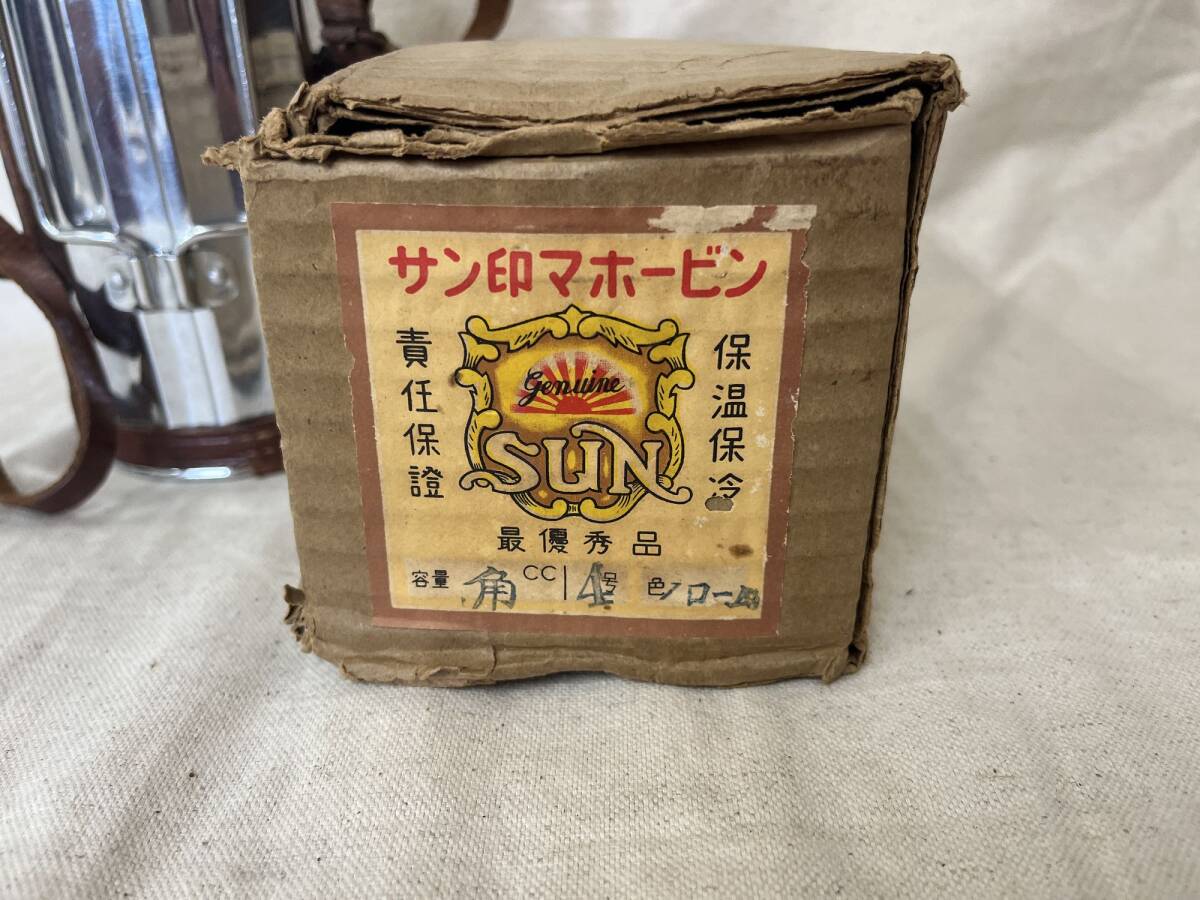 サン印マホービン
責任保證
Genuine
SUN
保温保冷
最優秀品
容量 角 CC 4号 色 クローム